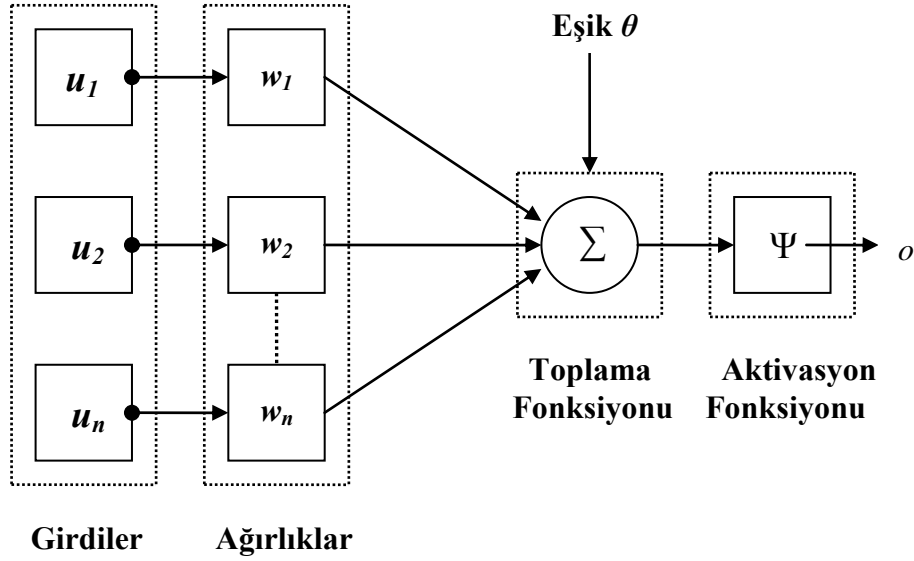 Eşik θ
u1 w1
u2 w2 Σ Ψ o
un wn
Toplama Fonksiyonu
Aktivasyon Fonksiyonu
Girdiler Ağırlıklar